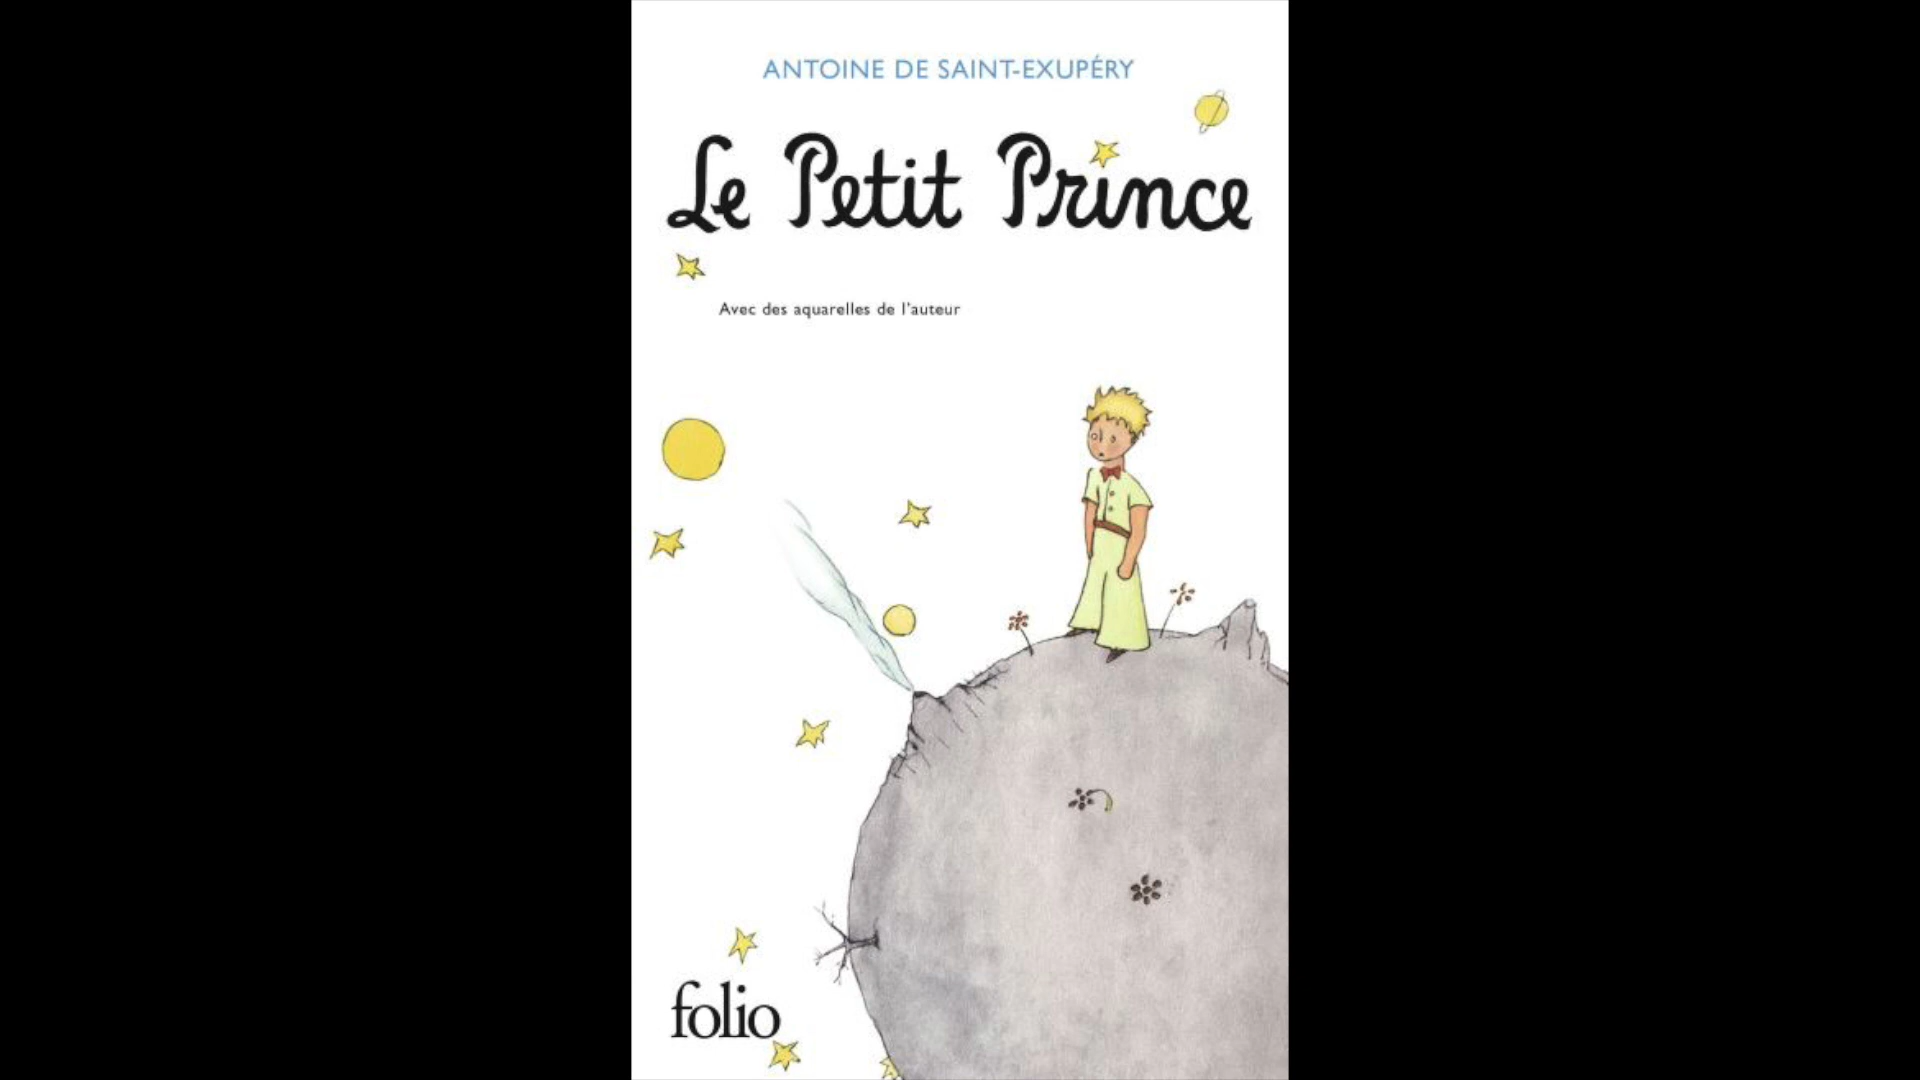 ANTOINE DE SAINT-EXUPÉRY
Le Petit Prince
Avec des aquarelles de l'auteur
folio